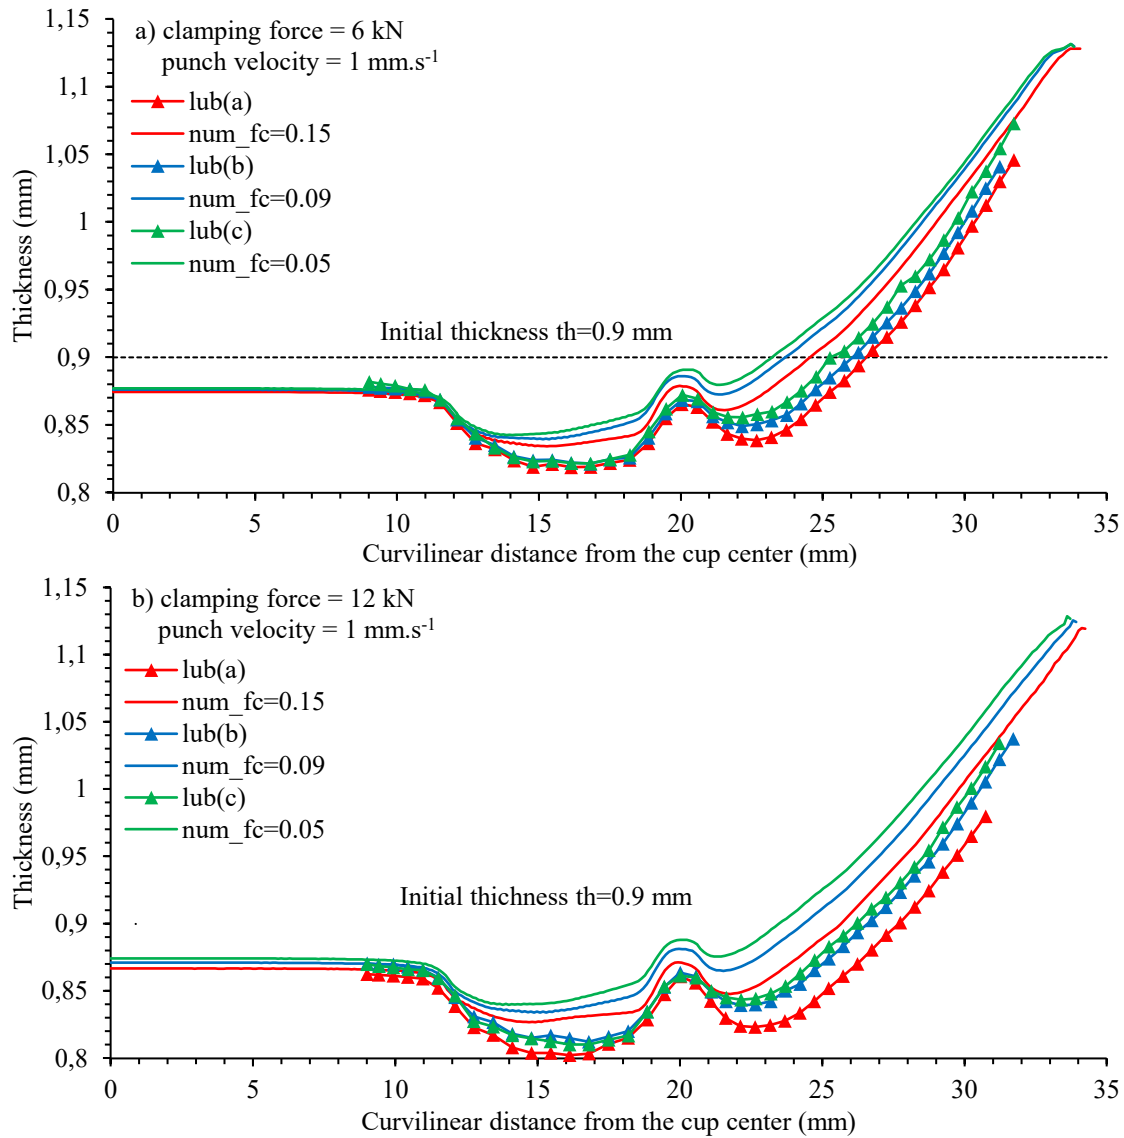 1,15
a) clamping force = 6 kN
punch velocity = 1 mm.s-1
1,1
lub(a)
num_fc=0.15
1,05
lub(b)
num_fc=0.09
1
lub(c)
num_fc=0.05
0,95
Initial thickness th=0.9 mm
0,9
0,85
0,8
Thickness (mm)
0 5 10 15 20 25 30 35
Curvilinear distance from the cup center (mm)
1,15
b) clamping force = 12 kN
punch velocity = 1 mm.s-1
1,1
lub(a)
num_fc=0.15
1,05
lub(b)
num_fc=0.09
1
lub(c)
num_fc=0.05
0,95
Initial thichness th=0.9 mm
0,9
0,85
0,8
Thickness (mm)
0 5 10 15 20 25 30 35
Curvilinear distance from the cup center (mm)